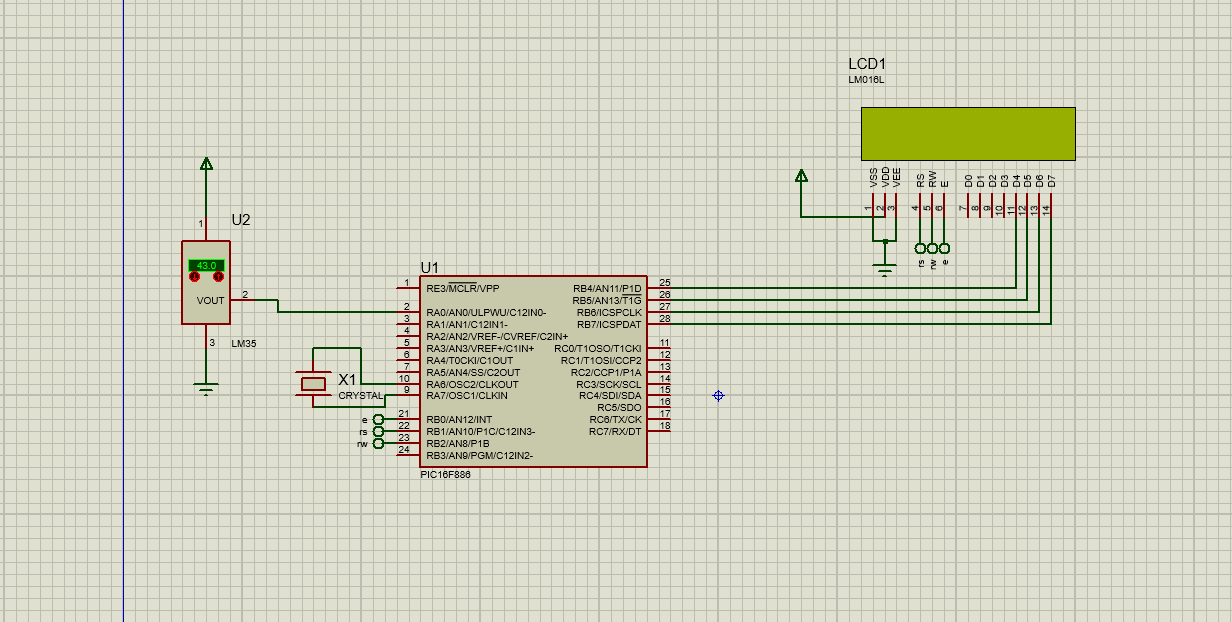 LCD1
LM016L
VSS VDD VEE RS RW E D0 D1 D2 D3 D4 D5 D6 D7
1 2 3 4 5 6 7 8 9 10 11 12 13 14
rs rw e
U2
1
43.0
VOUT 2
3
LM35
U1
1 RE3/MCLR/VPP RB4/AN11/P1D 25
RB5/AN13/T1G 26
2 RA0/AN0/ULPWU/C12IN0- RB6/ICSPCLK 27
3 RA1/AN1/C12IN1- RB7/ICSPDAT 28
4 RA2/AN2/VREF-/CVREF/C2IN+
5 RA3/AN3/VREF+/C1IN+ RC0/T1OSO/T1CKI 11
6 RA4/T0CKI/C1OUT RC1/T1OSI/CCP2 12
7 RA5/AN4/SS/C2OUT RC2/CCP1/P1A 13
10 RA6/OSC2/CLKOUT RC3/SCK/SCL 14
9 RA7/OSC1/CLKIN RC4/SDI/SDA 15
RC5/SDO 16
e 21 RB0/AN12/INT RC6/TX/CK 17
rs 22 RB1/AN10/P1C/C12IN3- RC7/RX/DT 18
rw 23 RB2/AN8/P1B
24 RB3/AN9/PGM/C12IN2-
X1
CRYSTAL
PIC16F886